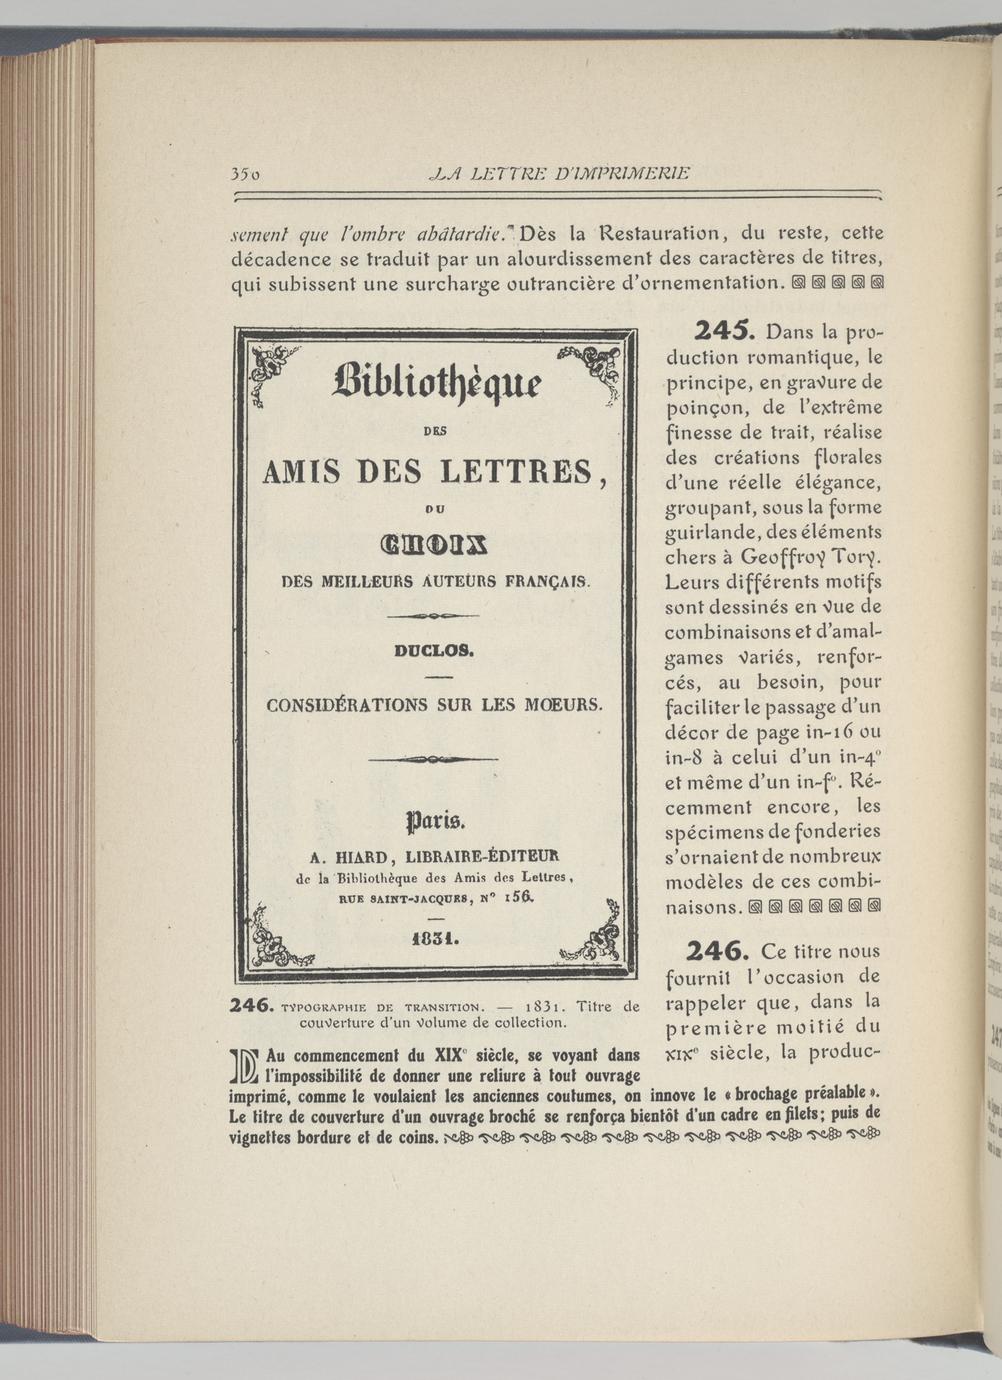 350
LA LETTRE D'IMPRIMERIE
sement que l'ombre abâtardie." Dès la Restauration, du reste, cette
décadence se traduit par un alourdissement des caractères de titres,
qui subissent une surcharge outrancière d'ornementation.
Bibliothèque
DES
AMIS DES LETTRES,
OU
CHOIX
DES MEILLEURS AUTEURS FRANÇAIS.
DUCLOS.
CONSIDÉRATIONS SUR LES MŒURS.
Paris.
A. HIARD, LIBRAIRE-ÉDITEUR
de la Bibliothèque des Amis des Lettres,
RUE SAINT-JACQUES, N° 156.
1831.
246. TYPOGRAPHIE DE TRANSITION. — 1831. Titre de
couverture d'un volume de collection.
245. Dans la pro-
duction romantique, le
principe, en gravure de
poinçon, de l'extrême
finesse de trait, réalise
des créations florales
d'une réelle élégance,
groupant, sous la forme
guirlande, des éléments
chers à Geoffroy Tory.
Leurs différents motifs
sont dessinés en vue de
combinaisons et d'amal-
games variés, renfor-
cés, au besoin, pour
faciliter le passage d'un
décor de page in-16 ou
in-8 à celui d'un in-4°
et même d'un in-f°. Ré-
cemment encore, les
spécimens de fonderies
s'ornaient de nombreux
modèles de ces combi-
naisons.
246. Ce titre nous
fournit l'occasion de
rappeler que, dans la
première moitié du
XIXe siècle, la produc-
D Au commencement du XIXe siècle, se voyant dans
l'impossibilité de donner une reliure à tout ouvrage
imprimé, comme le voulaient les anciennes coutumes, on innove le « brochage préalable ».
Le titre de couverture d'un ouvrage broché se renforça bientôt d'un cadre en filets; puis de
vignettes bordure et de coins.